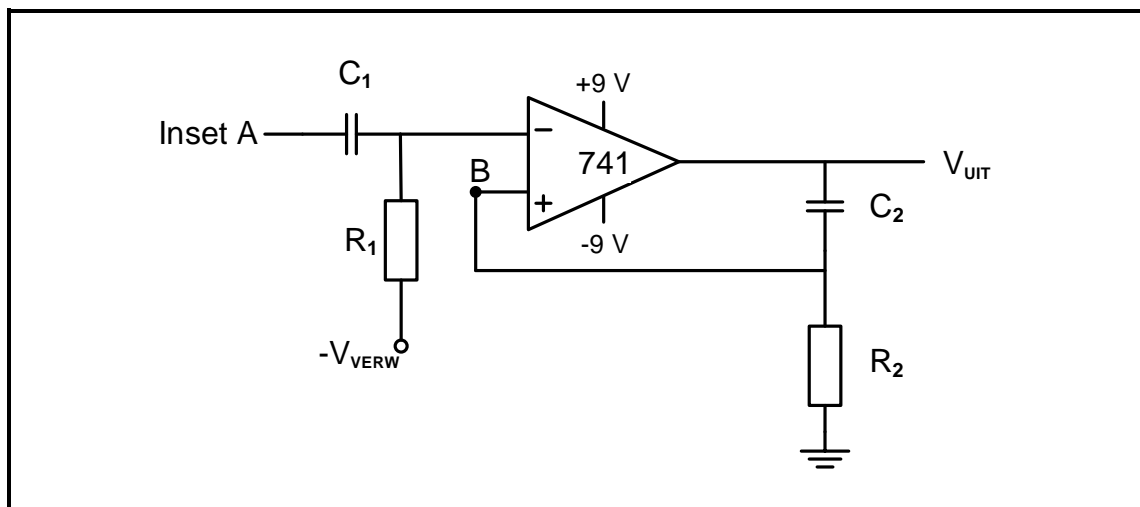 C1
+9 V
Inset A
−
741
B
VUIT
+
C2
R1
-9 V
-VVERW
R2